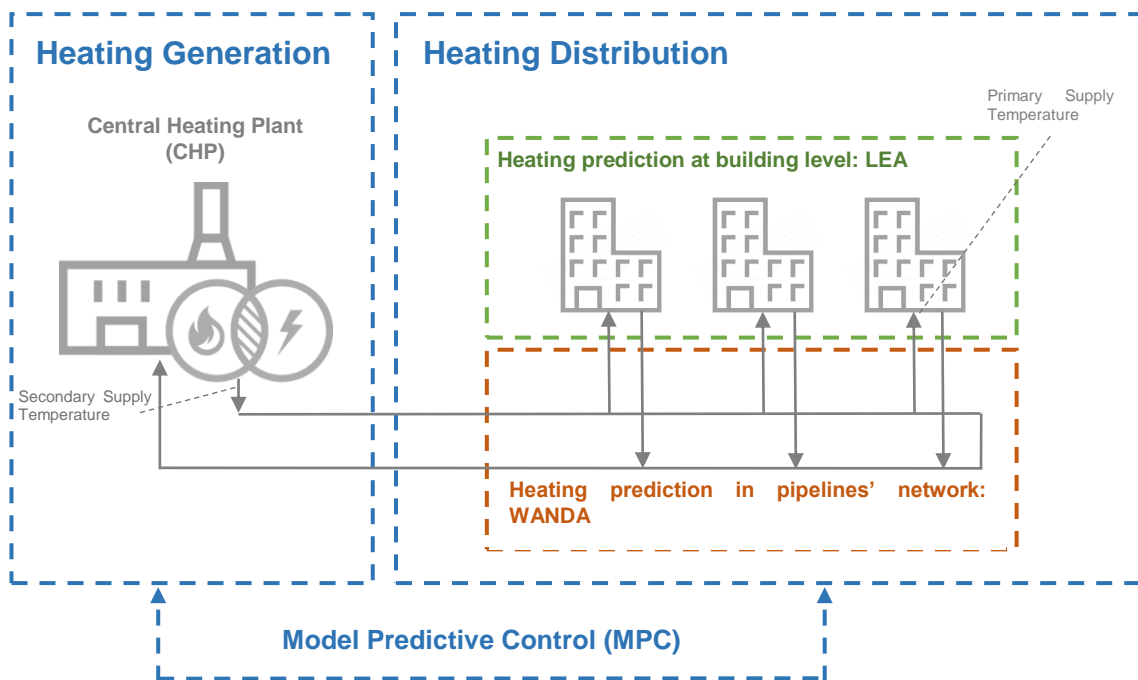 Heating Generation
Heating Distribution
Primary Supply
Temperature
Central Heating Plant
(CHP)
Heating prediction at building level: LEA
Secondary Supply
Temperature
Heating prediction in pipelines’ network:
WANDA
Model Predictive Control (MPC)